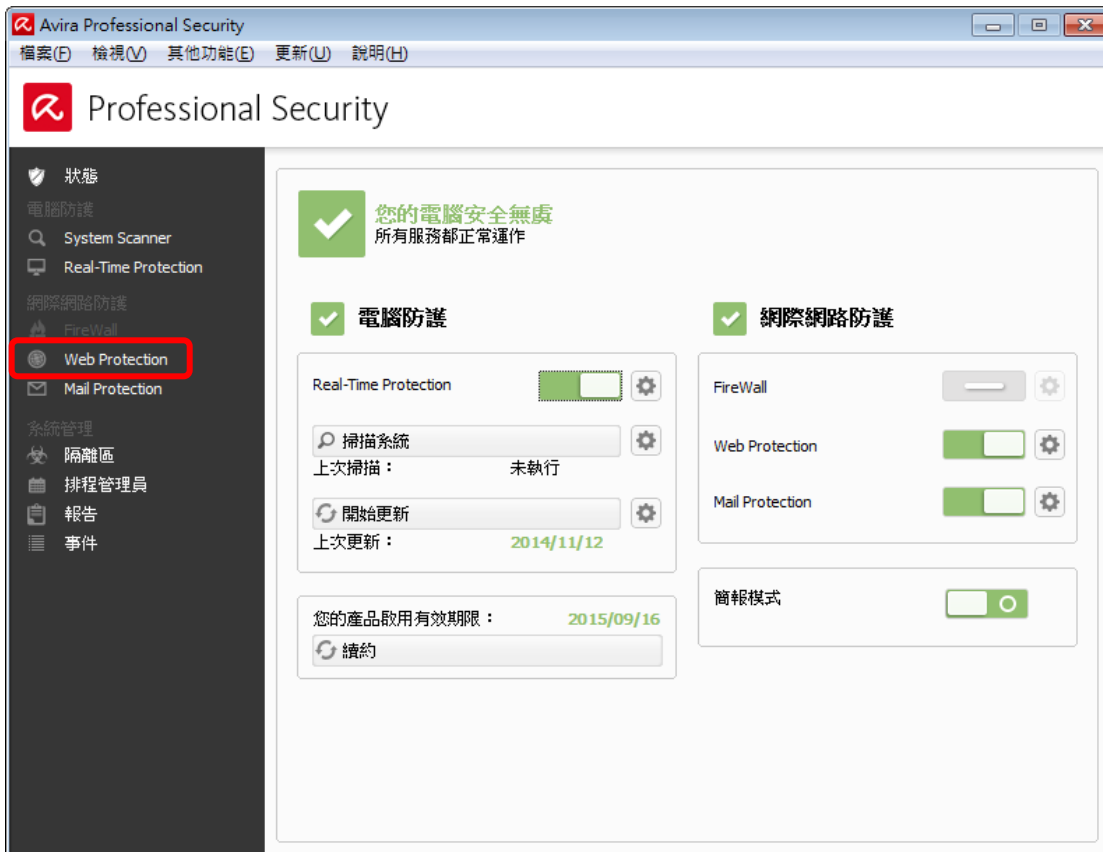 Avira Professional Security
檔案(F) 檢視(V) 其他功能(E) 更新(U) 說明(H)
Professional Security
狀態
電腦防護
System Scanner
Real-Time Protection
網際網路防護
FireWall
Web Protection
Mail Protection
系統管理
隔離區
排程管理員
報告
事件
您的電腦安全無虞
所有服務都正常運作
電腦防護
Real-Time Protection
掃描系統
上次掃描： 未執行
開始更新
上次更新： 2014/11/12
您的產品啟用有效期限： 2015/09/16
續約
網際網路防護
FireWall
Web Protection
Mail Protection
簡報模式